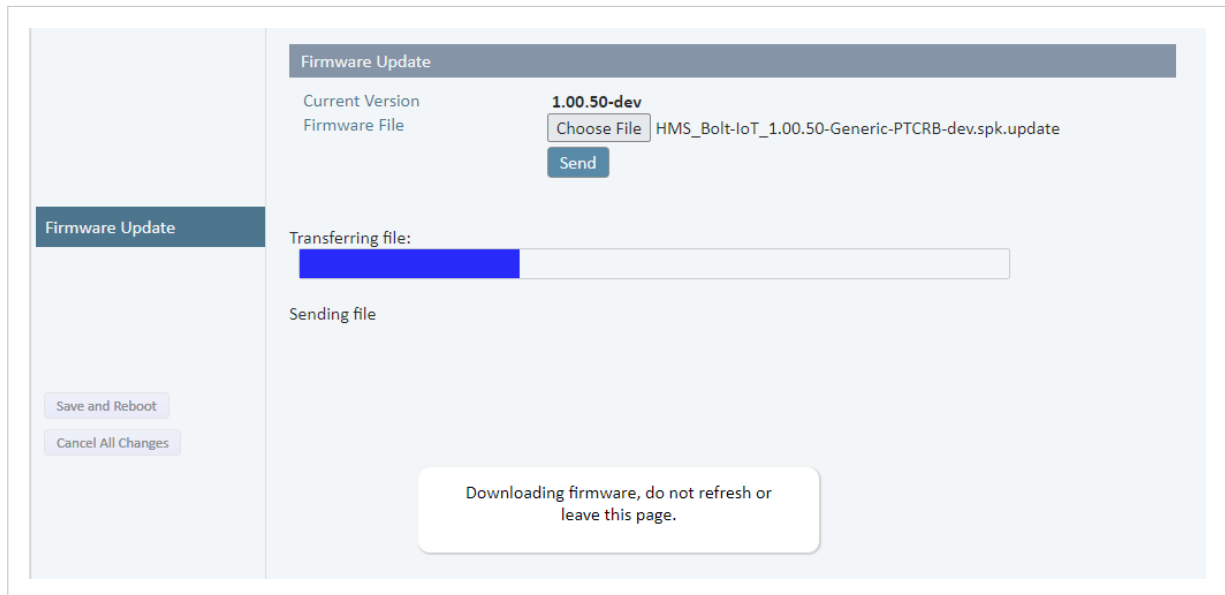 Firmware Update
Current Version
1.00.50-dev
Firmware File
Choose File
HMS_Bolt-IoT_1.00.50-Generic-PTCRB-dev.spk.update
Send
Firmware Update
Transferring file:
Sending file
Save and Reboot
Cancel All Changes
Downloading firmware, do not refresh or
leave this page.